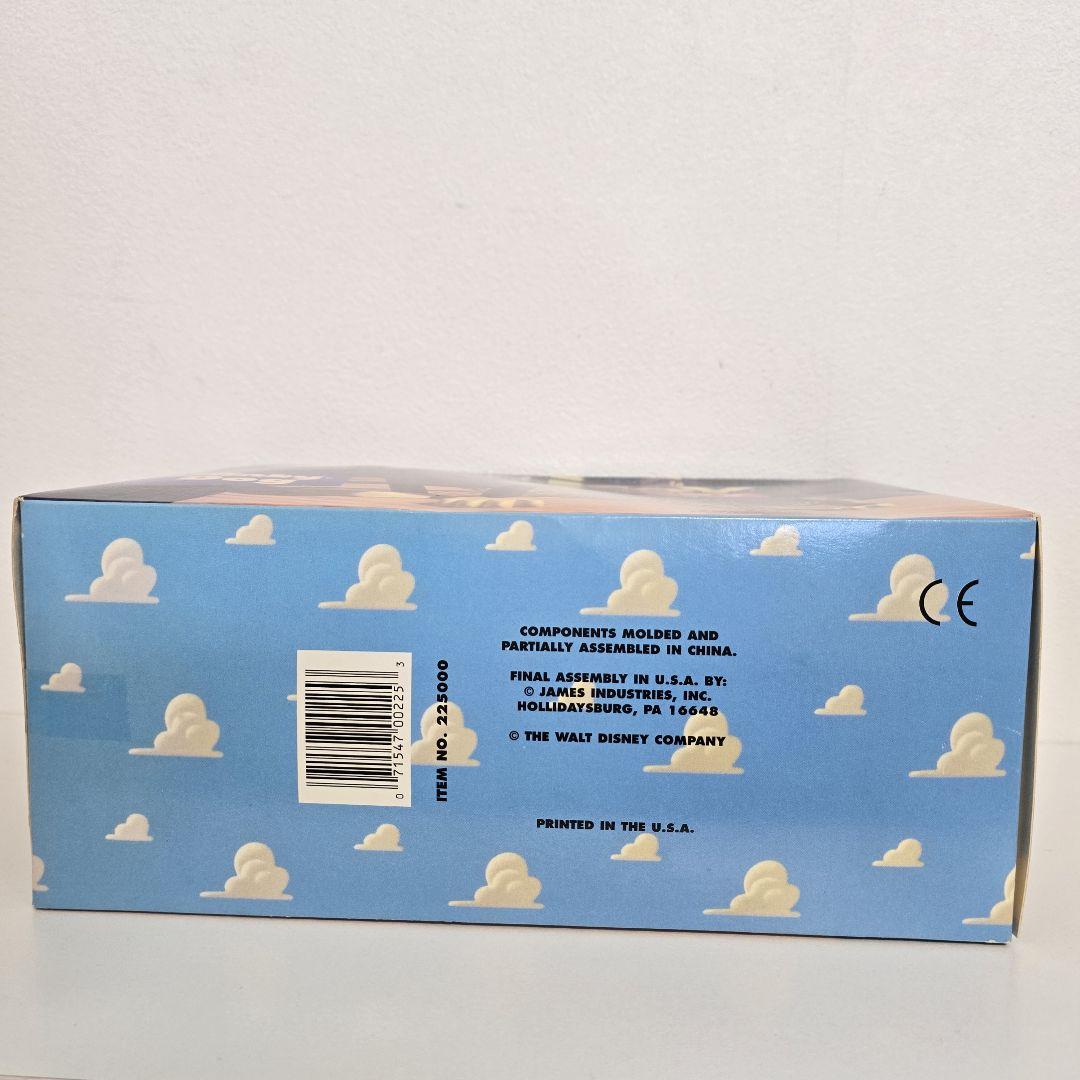 CE
COMPONENTS MOLDED AND
PARTIALLY ASSEMBLED IN CHINA.
FINAL ASSEMBLY IN U.S.A. BY:
© JAMES INDUSTRIES, INC.
HOLLIDAYSBURG, PA 16648
© THE WALT DISNEY COMPANY
PRINTED IN THE U.S.A.
0 71547 00225 3
ITEM NO. 225000